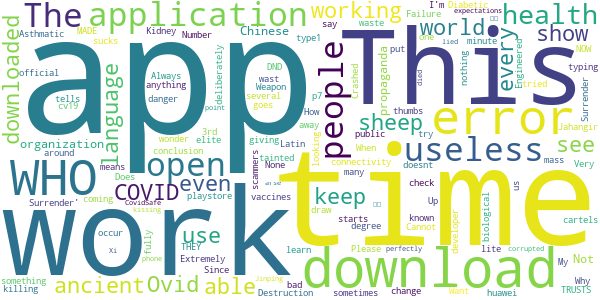 The application working health
I'm Diabetic
expectations
Failure one lied minute NOW
say waste
MADE sucks Kidney Number Chinese type1
Asthmatic
official
tells
cv19
Always
anything
danger
DND
wast
Weapon
several
goes
deliberately
downloaded
language
app
This
people
world every show
nothing
Engineered
tried
typing
put
crashed
propaganda
p7
thumbs
How
away
giving
Latin
None
tainted
3rd
elite
point
wonder
conclusion
Does
means
organization
around
open
sheep error
Surrender
Jahangir
When public try
connectivity
doesnt
Very
mass
useless see
looking
many
check
us
biological
cartels
WHO
COVID even
scammers
playstore
vaccines
keep
draw
starts
degree
Up
known
Cannot
developer
lite
TRUSTS
Surrender'
CovidSafe
kissing
coming
THEY
occur
Xi
use
work
time
died
arse
learn
fully
phone
Extremely
Since
Please
perfectly
corrupted
download
Not
My
Why
something
killing
ancient Ovid able
bad
Destruction
Jinping
sometimes
change
Want
huawei